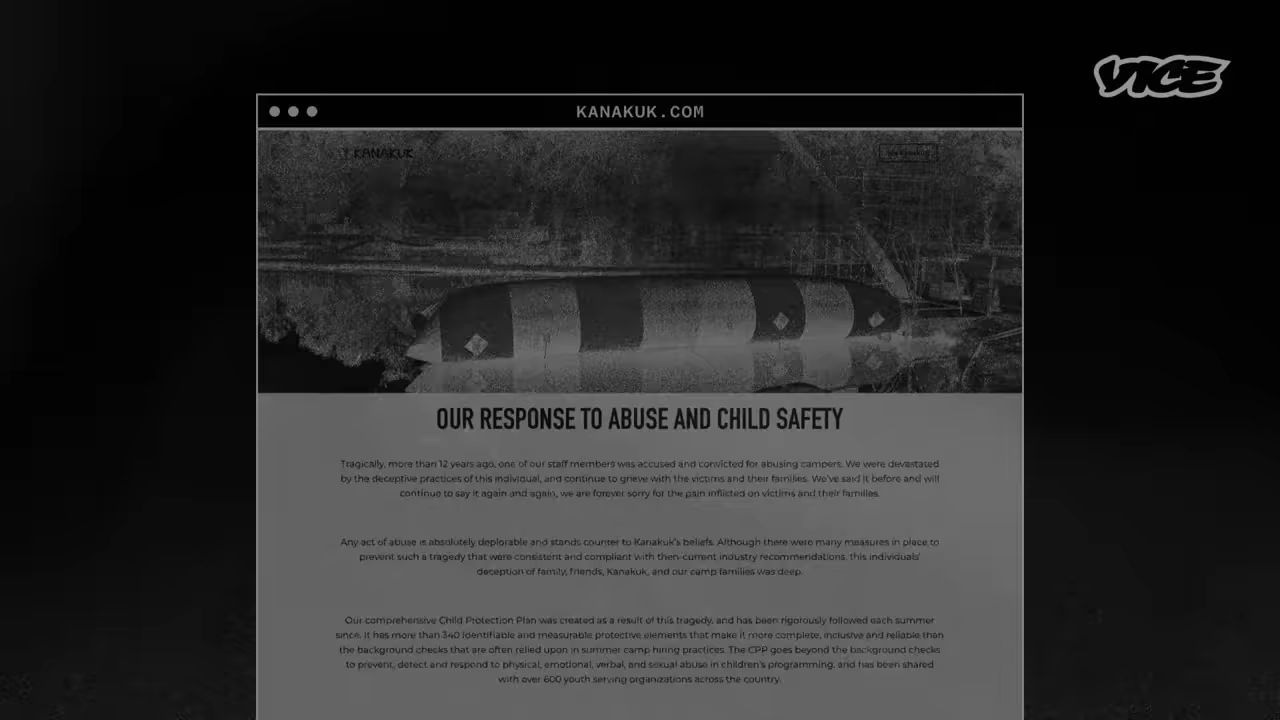 VICE
KANAKUK.COM
KANAKUK
OUR RESPONSE TO ABUSE AND CHILD SAFETY
Tragically, more than 12 years ago, one of our staff members was accused and convicted for abusing campers. We were devastated
by the deceptive practices of this individual, and continue to grieve with the victims and their families. We've said it before and will
continue to say it again and again, we are forever sorry for the pain inflicted on victims and their families.
Any act of abuse is absolutely deplorable and stands counter to Kanakuk's beliefs. Although there were many measures in place to
prevent such a tragedy that were consistent and compliant with then-current industry recommendations, this individuals'
deception of family, friends, Kanakuk, and our camp families was deep.
Our comprehensive Child Protection Plan was created as a result of this tragedy, and has been rigorously followed each summer
since. It has more than 340 identifiable and measurable protective elements that make it more complete, inclusive and reliable than
the background checks that are often relied upon in summer camp hiring practices. The CPP goes beyond the background checks
to prevent, detect and respond to physical, emotional, verbal, and sexual abuse in children's programming, and has been shared
with over 600 youth serving organizations across the country.